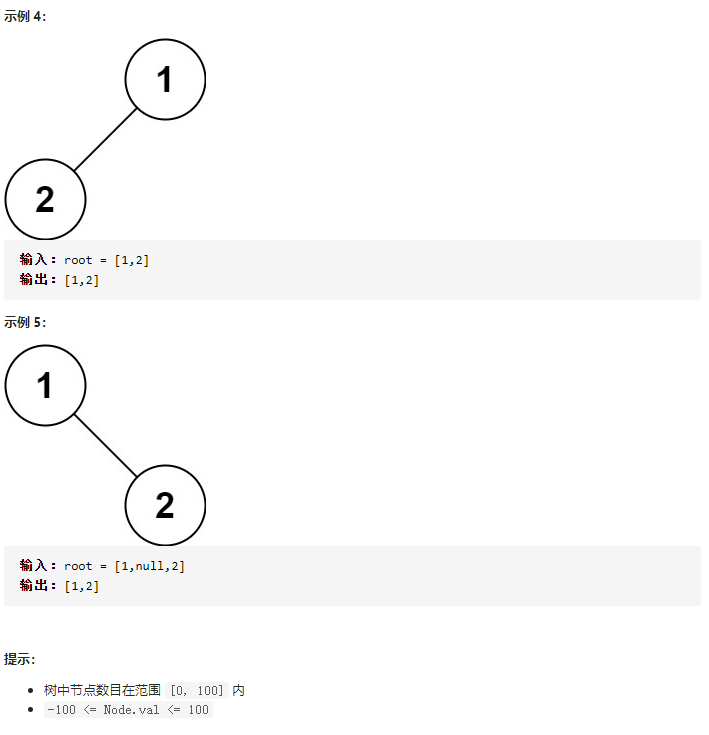 示例 4：
1
2
输入：root = [1,2]
输出：[1,2]
示例 5：
1
2
输入：root = [1,null,2]
输出：[1,2]
提示：
树中节点数目在范围 [0, 100] 内
-100 <= Node.val <= 100